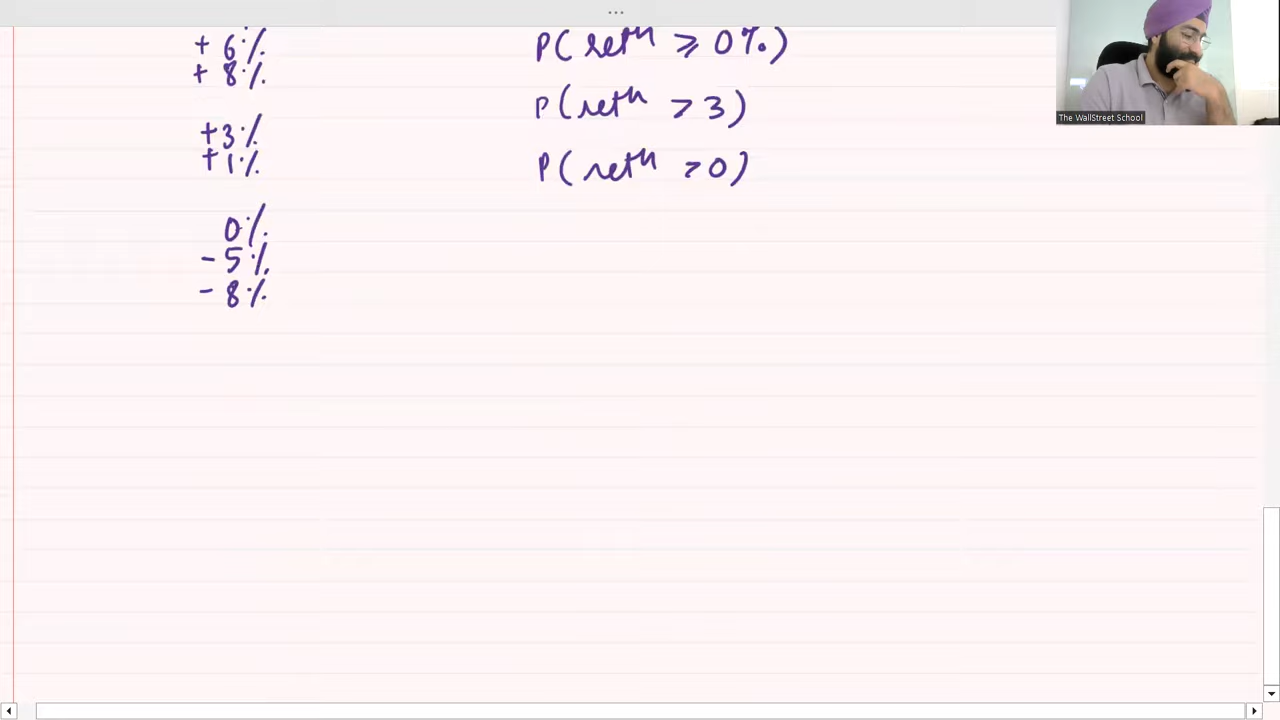 + 6%
+ 8%
+3%
+1%
0%
- 5%
- 8%
P( retn ⩾ 0%)
P( retn > 3)
P( retn > 0)
The WallStreet School